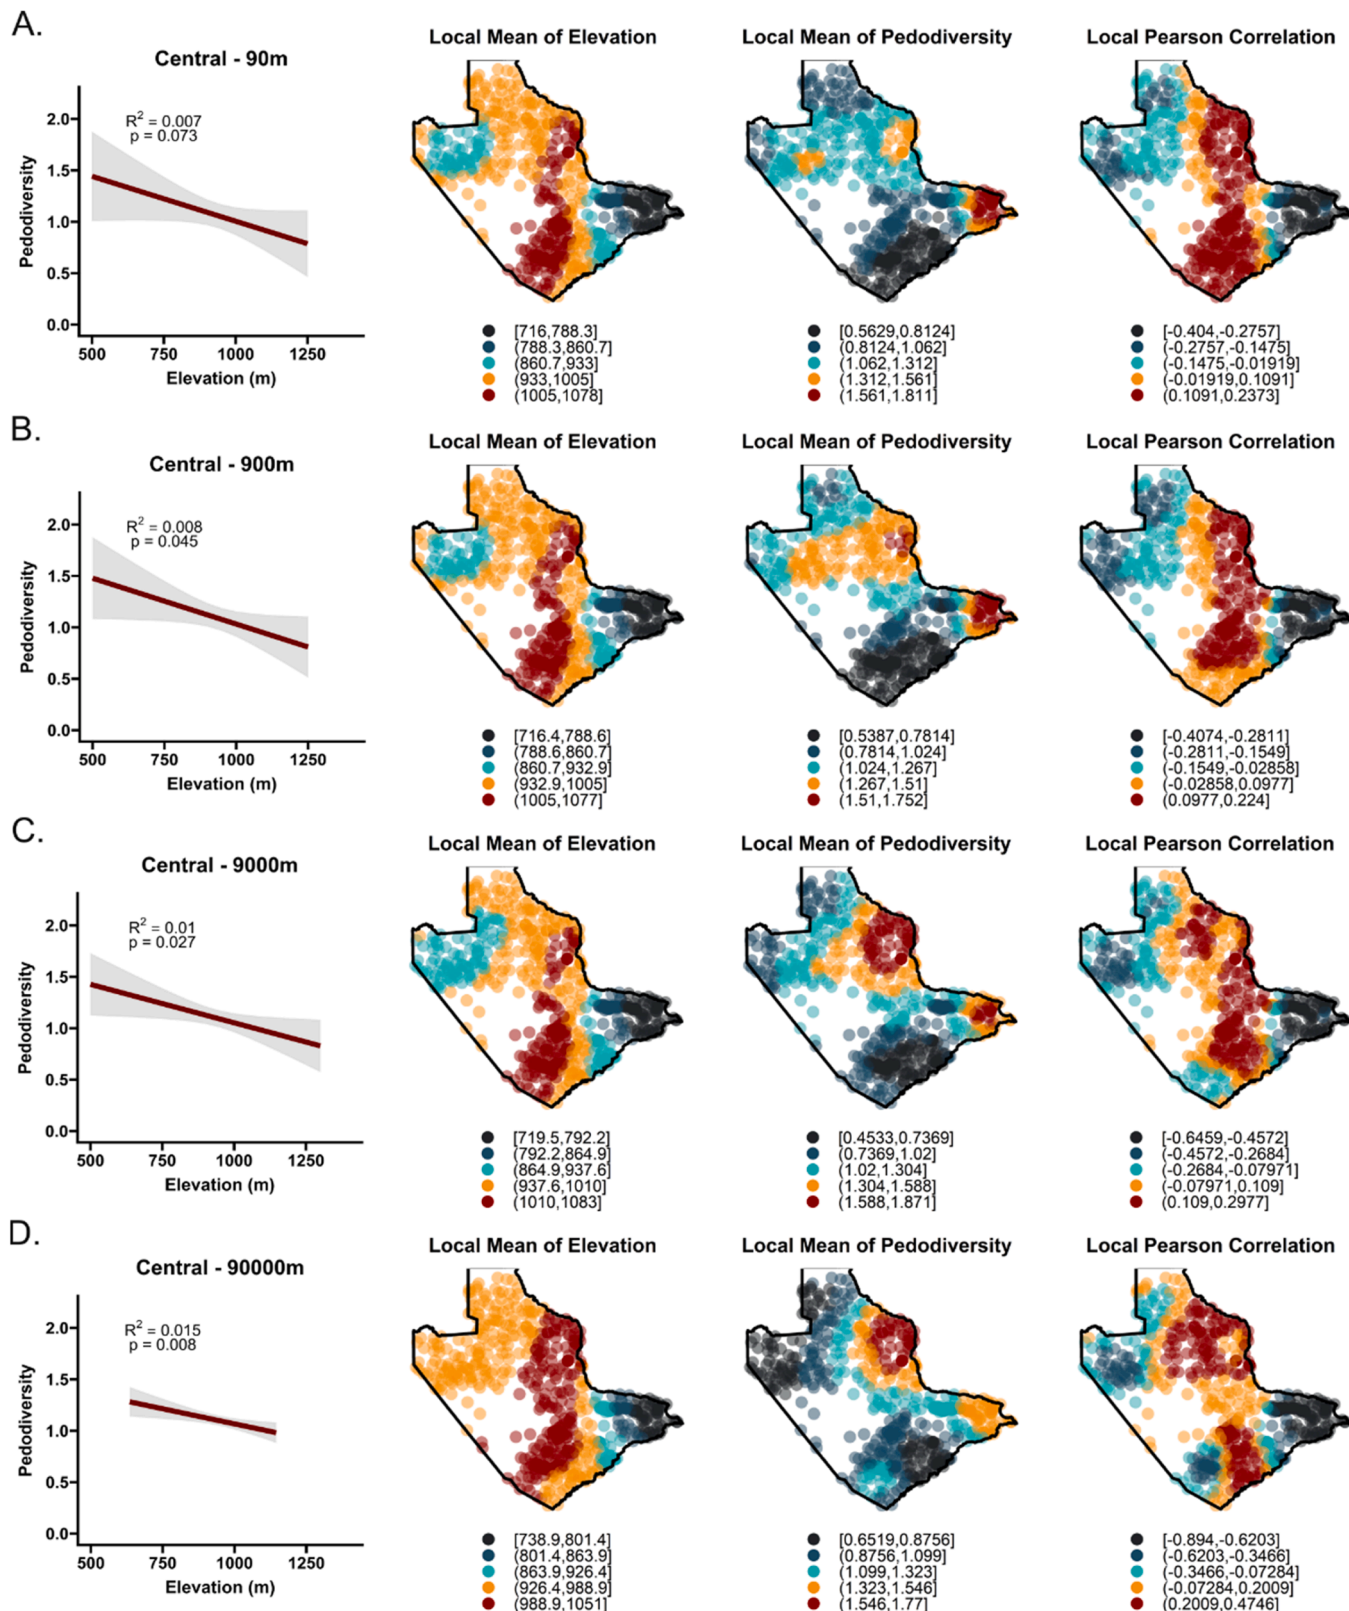 A.
Central - 90m
Local Mean of Elevation
Local Mean of Pedodiversity
Local Pearson Correlation
R² = 0.007
p = 0.073
Pedodiversity
2.0
1.5
1.0
0.5
0.0
500 750 1000 1250
Elevation (m)
[716,788.3]
(788.3,860.7]
(860.7,933]
(933,1005]
(1005,1078]
[0.5629,0.8124]
(0.8124,1.062]
(1.062,1.312]
(1.312,1.561]
(1.561,1.811]
[-0.404,-0.2757]
(-0.2757,-0.1475]
(-0.1475,-0.01919]
(-0.01919,0.1091]
(0.1091,0.2373]
B.
Central - 900m
Local Mean of Elevation
Local Mean of Pedodiversity
Local Pearson Correlation
R² = 0.008
p = 0.045
Pedodiversity
2.0
1.5
1.0
0.5
0.0
500 750 1000 1250
Elevation (m)
[716.4,788.6]
(788.6,860.7]
(860.7,932.9]
(932.9,1005]
(1005,1077]
[0.5387,0.7814]
(0.7814,1.024]
(1.024,1.267]
(1.267,1.51]
(1.51,1.752]
[-0.4074,-0.2811]
(-0.2811,-0.1549]
(-0.1549,-0.02858]
(-0.02858,0.0977]
(0.0977,0.224]
C.
Central - 9000m
Local Mean of Elevation
Local Mean of Pedodiversity
Local Pearson Correlation
R² = 0.01
p = 0.027
Pedodiversity
2.0
1.5
1.0
0.5
0.0
500 750 1000 1250
Elevation (m)
[719.5,792.2]
(792.2,864.9]
(864.9,937.6]
(937.6,1010]
(1010,1083]
[0.4533,0.7369]
(0.7369,1.02]
(1.02,1.304]
(1.304,1.588]
(1.588,1.871]
[-0.6459,-0.4572]
(-0.4572,-0.2684]
(-0.2684,-0.07971]
(-0.07971,0.109]
(0.109,0.2977]
D.
Central - 90000m
Local Mean of Elevation
Local Mean of Pedodiversity
Local Pearson Correlation
R² = 0.015
p = 0.008
Pedodiversity
2.0
1.5
1.0
0.5
0.0
500 750 1000 1250
Elevation (m)
[738.9,801.4]
(801.4,863.9]
(863.9,926.4]
(926.4,988.9]
(988.9,1051]
[0.6519,0.8756]
(0.8756,1.099]
(1.099,1.323]
(1.323,1.546]
(1.546,1.77]
[-0.894,-0.6203]
(-0.6203,-0.3466]
(-0.3466,-0.07284]
(-0.07284,0.2009]
(0.2009,0.4746]